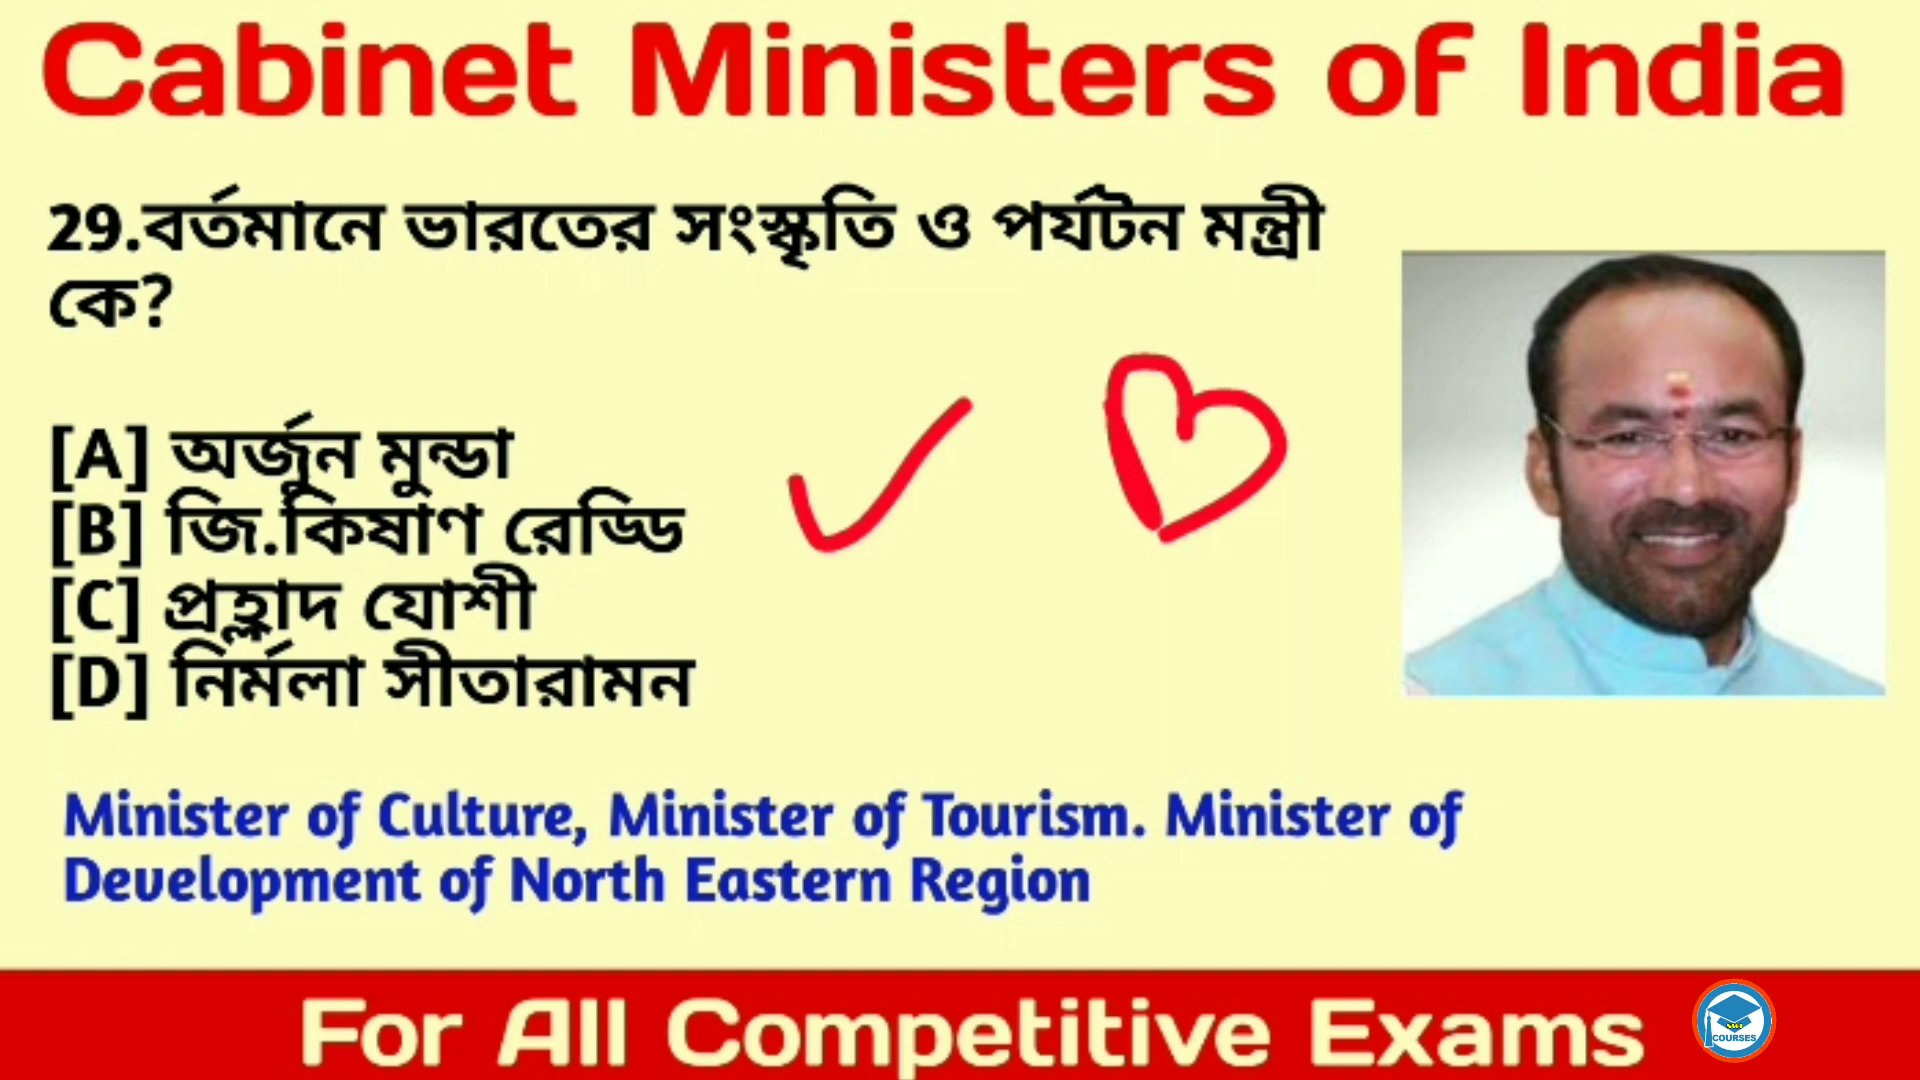 Cabinet Ministers of India
29.বর্তমানে ভারতের সংস্কৃতি ও পর্যটন মন্ত্রী
কে?
[A] অর্জুন মুন্ডা
[B] জি.কিষাণ রেড্ডি
[C] প্রহ্লাদ যোশী
[D] নির্মলা সীতারামন
Minister of Culture, Minister of Tourism. Minister of
Development of North Eastern Region
For All Competitive Exams
COURSES